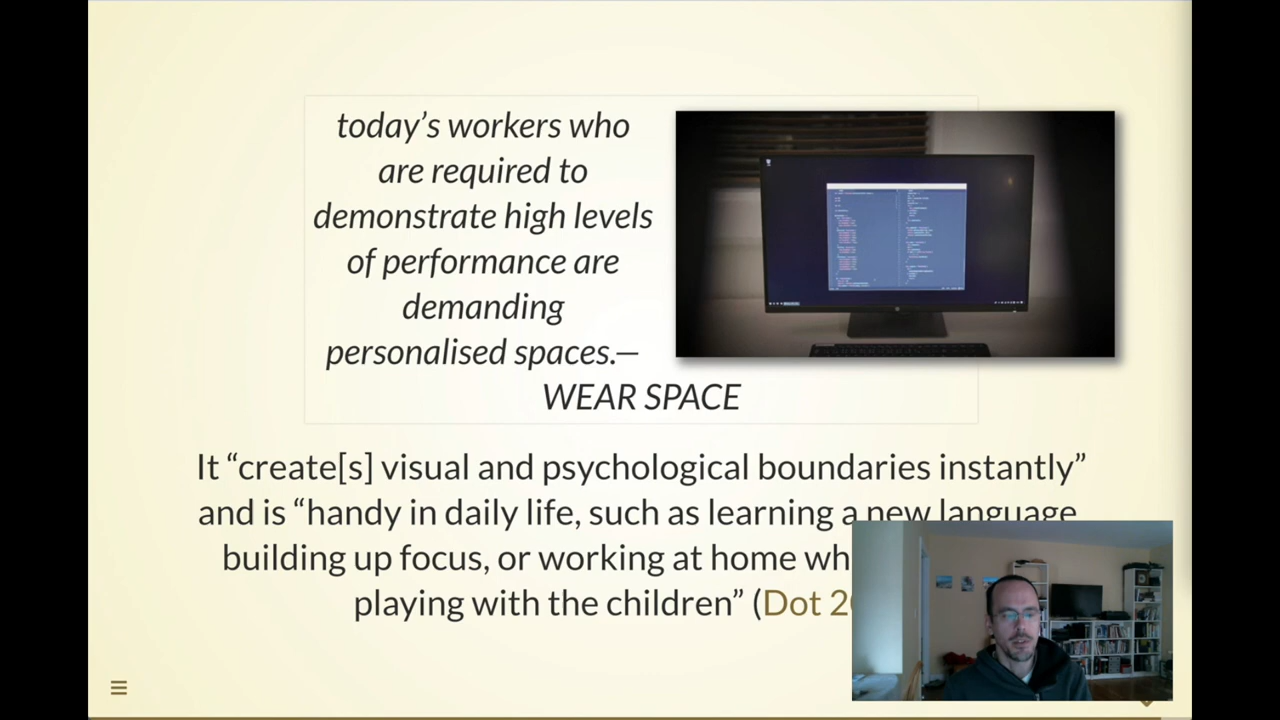 today’s workers who
are required to
demonstrate high levels
of performance are
demanding
personalised spaces.—
WEAR SPACE
It “create[s] visual and psychological boundaries instantly”
and is “handy in daily life, such as learning a new language
building up focus, or working at home
playing with the children” (Dot